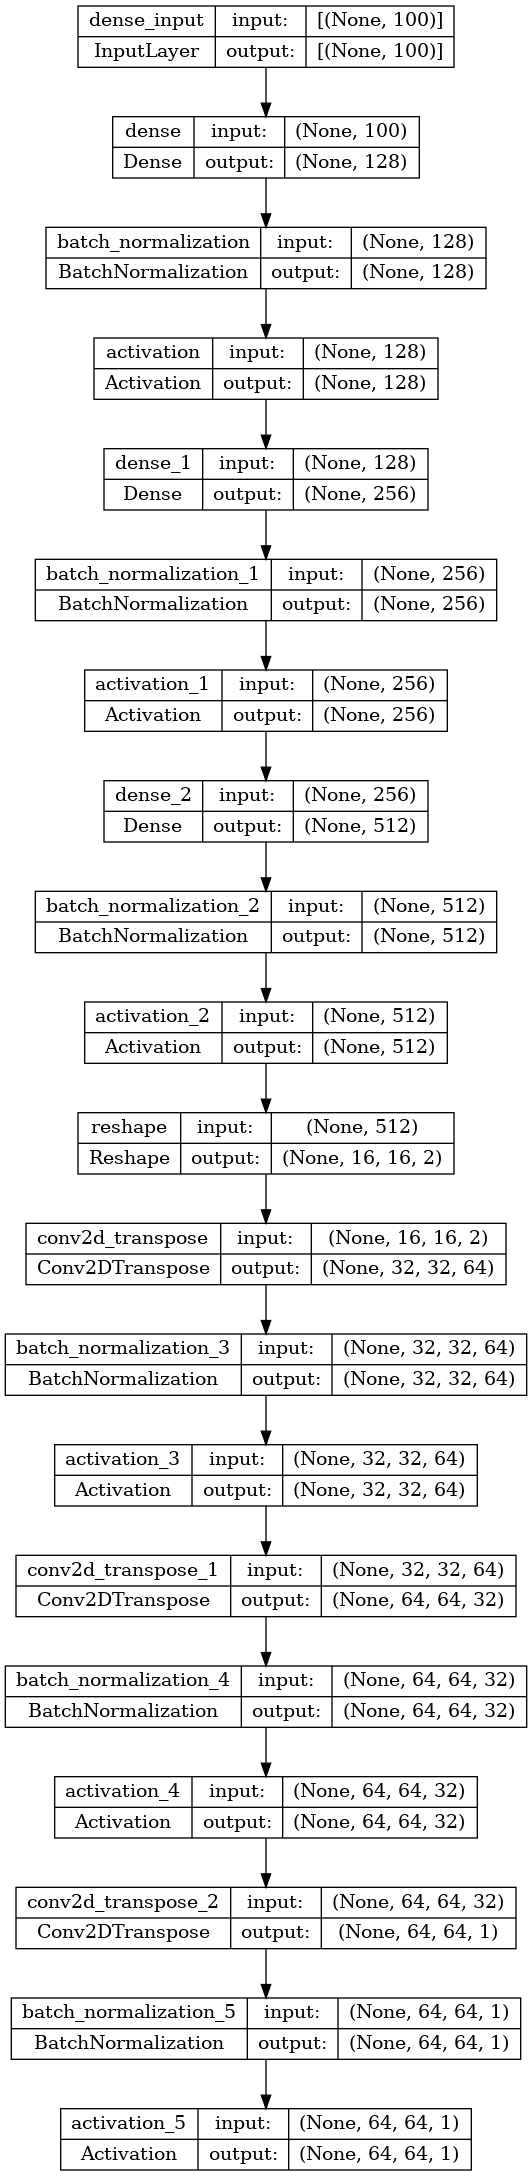 dense_input input: [(None, 100)]
InputLayer output: [(None, 100)]
dense input: (None, 100)
Dense output: (None, 128)
batch_normalization input: (None, 128)
BatchNormalization output: (None, 128)
activation input: (None, 128)
Activation output: (None, 128)
dense_1 input: (None, 128)
Dense output: (None, 256)
batch_normalization_1 input: (None, 256)
BatchNormalization output: (None, 256)
activation_1 input: (None, 256)
Activation output: (None, 256)
dense_2 input: (None, 256)
Dense output: (None, 512)
batch_normalization_2 input: (None, 512)
BatchNormalization output: (None, 512)
activation_2 input: (None, 512)
Activation output: (None, 512)
reshape input: (None, 512)
Reshape output: (None, 16, 16, 2)
conv2d_transpose input: (None, 16, 16, 2)
Conv2DTranspose output: (None, 32, 32, 64)
batch_normalization_3 input: (None, 32, 32, 64)
BatchNormalization output: (None, 32, 32, 64)
activation_3 input: (None, 32, 32, 64)
Activation output: (None, 32, 32, 64)
conv2d_transpose_1 input: (None, 32, 32, 64)
Conv2DTranspose output: (None, 64, 64, 32)
batch_normalization_4 input: (None, 64, 64, 32)
BatchNormalization output: (None, 64, 64, 32)
activation_4 input: (None, 64, 64, 32)
Activation output: (None, 64, 64, 32)
conv2d_transpose_2 input: (None, 64, 64, 32)
Conv2DTranspose output: (None, 64, 64, 1)
batch_normalization_5 input: (None, 64, 64, 1)
BatchNormalization output: (None, 64, 64, 1)
activation_5 input: (None, 64, 64, 1)
Activation output: (None, 64, 64, 1)